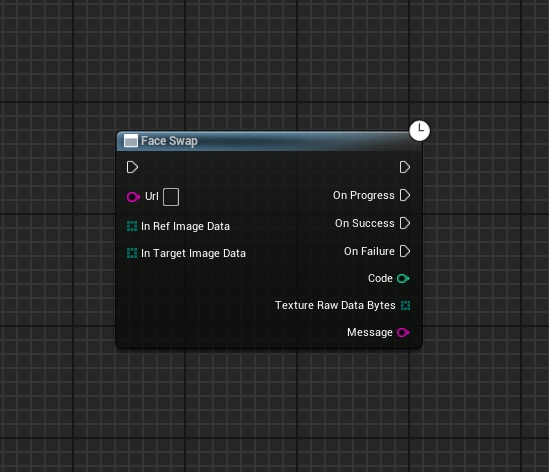 Face Swap
Url
On Progress
In Ref Image Data
On Success
In Target Image Data
On Failure
Code
Texture Raw Data Bytes
Message